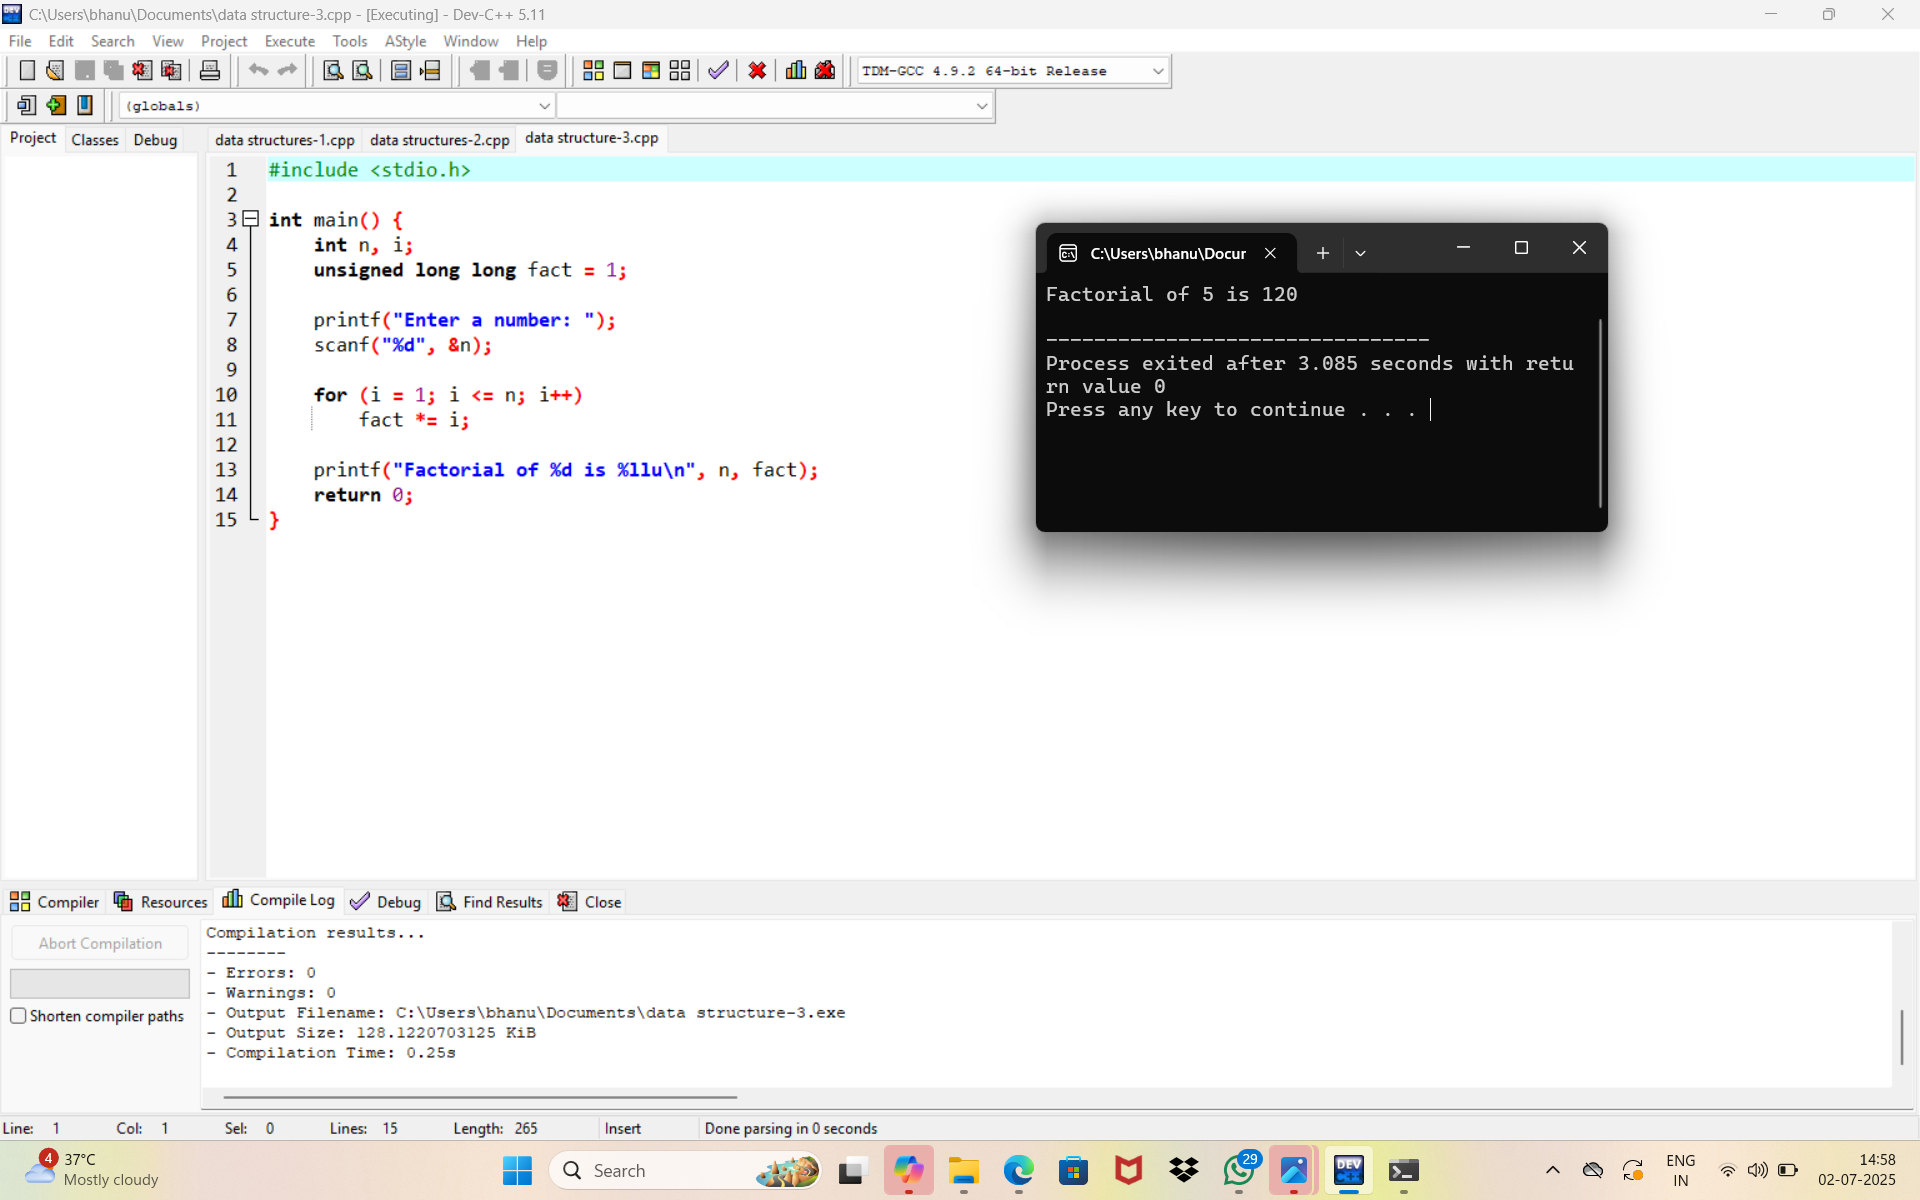 C:\Users\bhanu\Documents\data structure-3.cpp - [Executing] - Dev-C++ 5.11
File Edit Search View Project Execute Tools AStyle Window Help
TDM-GCC 4.9.2 64-bit Release
(globals)
Project Classes Debug
data structures-1.cpp data structures-2.cpp data structure-3.cpp
1 #include <stdio.h>
2
3 int main() {
4 int n, i;
5 unsigned long long fact = 1;
6
7 printf("Enter a number: ");
8 scanf("%d", &n);
9
10 for (i = 1; i <= n; i++)
11 fact *= i;
12
13 printf("Factorial of %d is %llu\n", n, fact);
14 return 0;
15 }
C:\Users\bhanu\Docur
Factorial of 5 is 120
--------------------------------
Process exited after 3.085 seconds with retu
rn value 0
Press any key to continue . . .
Compiler Resources Compile Log Debug Find Results Close
Abort Compilation
Shorten compiler paths
Compilation results...
--------
- Errors: 0
- Warnings: 0
- Output Filename: C:\Users\bhanu\Documents\data structure-3.exe
- Output Size: 128.1220703125 KiB
- Compilation Time: 0.25s
Line: 1 Col: 1 Sel: 0 Lines: 15 Length: 265 Insert Done parsing in 0 seconds
4
37°C
Mostly cloudy
Search
29
DEV
ENG
IN
14:58
02-07-2025